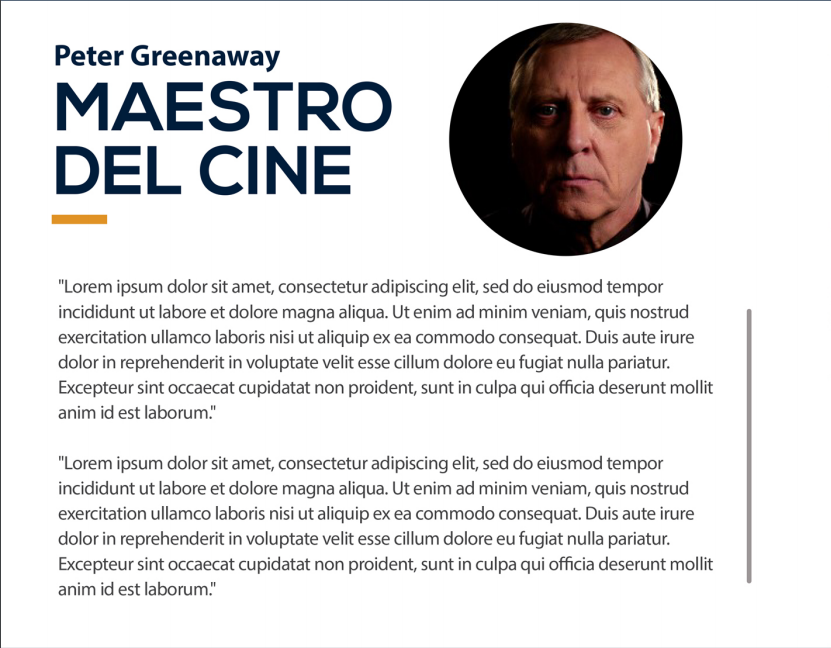 Peter Greenaway
MAESTRO
DEL CINE
"Lorem ipsum dolor sit amet, consectetur adipiscing elit, sed do eiusmod tempor
incididunt ut labore et dolore magna aliqua. Ut enim ad minim veniam, quis nostrud
exercitation ullamco laboris nisi ut aliquip ex ea commodo consequat. Duis aute irure
dolor in reprehenderit in voluptate velit esse cillum dolore eu fugiat nulla pariatur.
Excepteur sint occaecat cupidatat non proident, sunt in culpa qui officia deserunt mollit
anim id est laborum."
"Lorem ipsum dolor sit amet, consectetur adipiscing elit, sed do eiusmod tempor
incididunt ut labore et dolore magna aliqua. Ut enim ad minim veniam, quis nostrud
exercitation ullamco laboris nisi ut aliquip ex ea commodo consequat. Duis aute irure
dolor in reprehenderit in voluptate velit esse cillum dolore eu fugiat nulla pariatur.
Excepteur sint occaecat cupidatat non proident, sunt in culpa qui officia deserunt mollit
anim id est laborum."